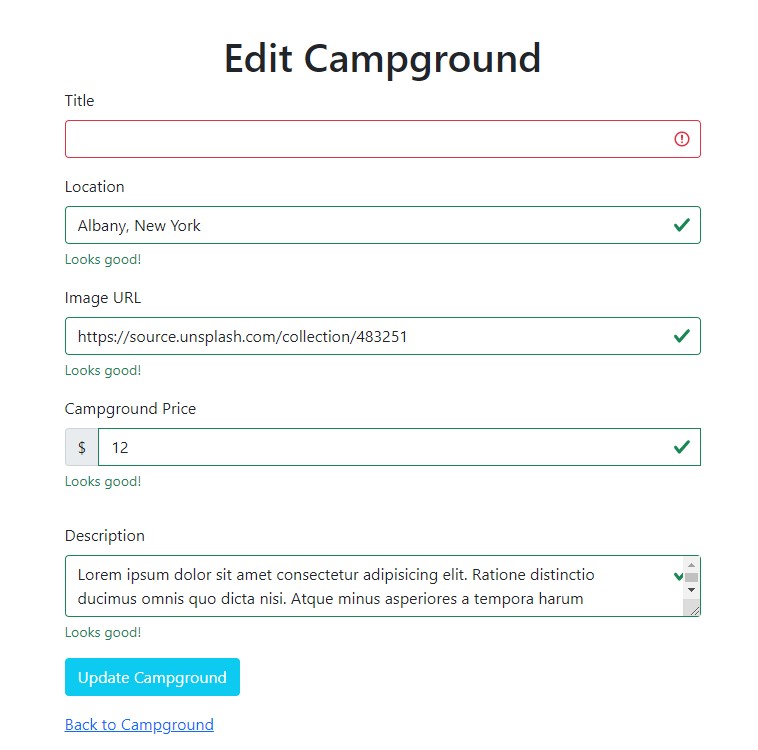 Edit Campground
Title
Location
Albany, New York
Looks good!
Image URL
https://source.unsplash.com/collection/483251
Looks good!
Campground Price
$ 12
Looks good!
Description
Lorem ipsum dolor sit amet consectetur adipisicing elit. Ratione distinctio
ducimus omnis quo dicta nisi. Atque minus asperiores a tempora harum
Looks good!
Update Campground
Back to Campground